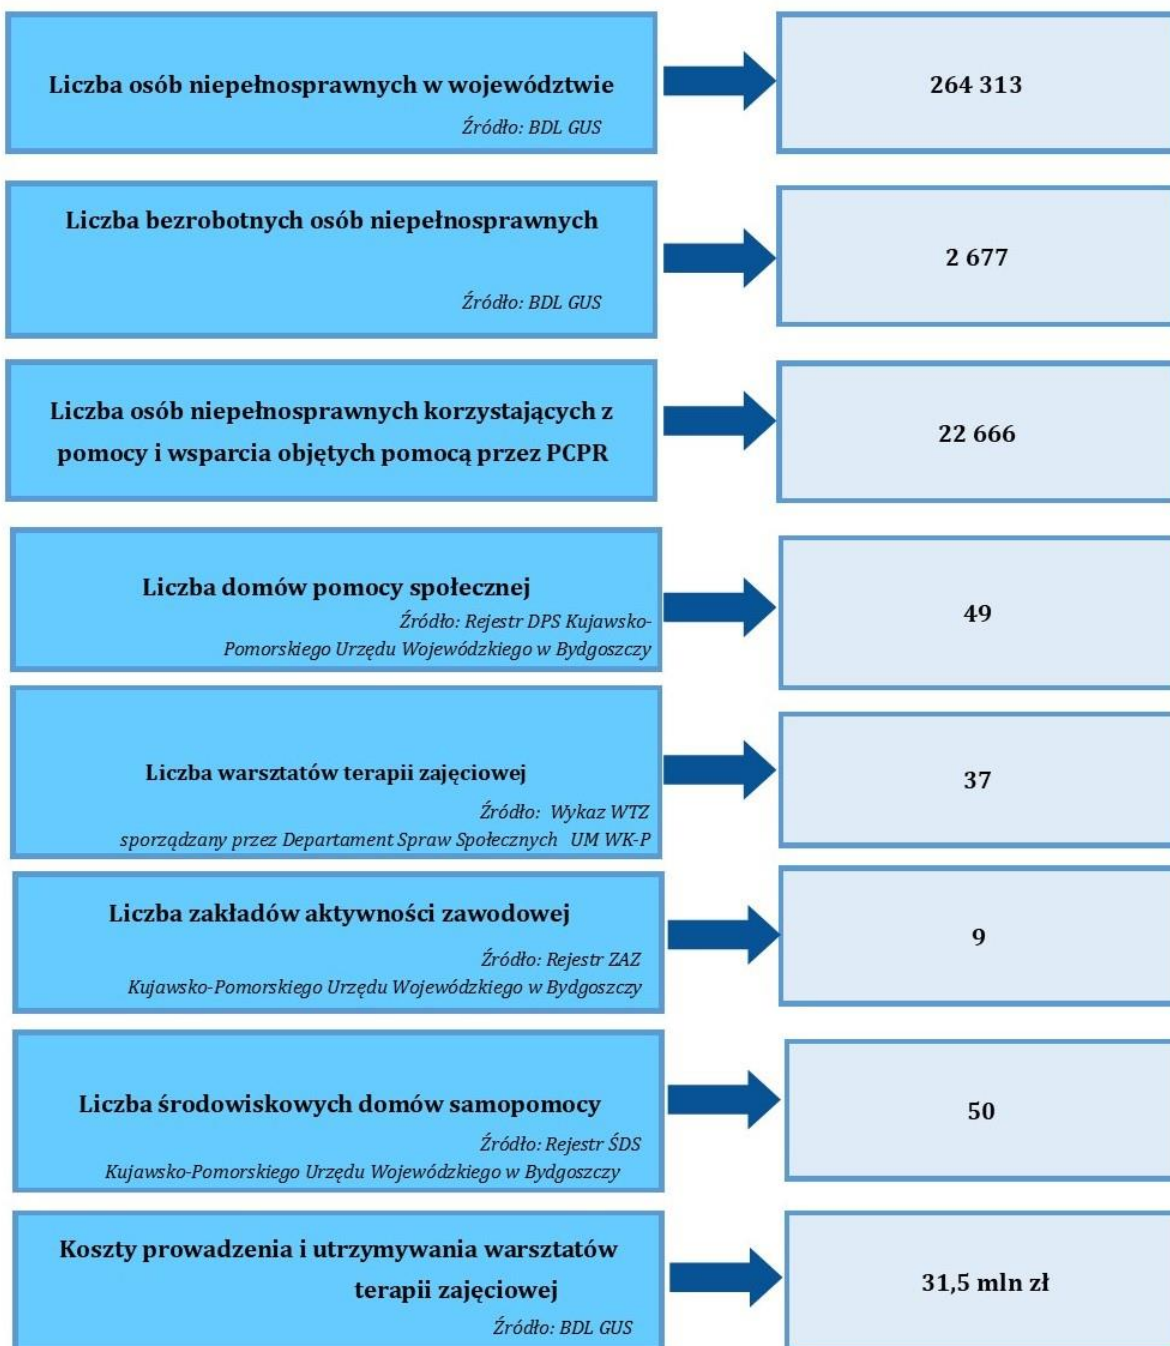 Liczba osób niepełnosprawnych w województwie
Źródło: BDL GUS
264 313
Liczba bezrobotnych osób niepełnosprawnych
Źródło: BDL GUS
2 677
Liczba osób niepełnosprawnych korzystających z
pomocy i wsparcia objętych pomocą przez PCPR
22 666
Liczba domów pomocy społecznej
Źródło: Rejestr DPS Kujawsko-
Pomorskiego Urzędu Wojewódzkiego w Bydgoszczy
49
Liczba warsztatów terapii zajęciowej
Źródło: Wykaz WTZ
sporządzany przez Departament Spraw Społecznych UM WK-P
37
Liczba zakładów aktywności zawodowej
Źródło: Rejestr ZAZ
Kujawsko-Pomorskiego Urzędu Wojewódzkiego w Bydgoszczy
9
Liczba środowiskowych domów samopomocy
Źródło: Rejestr ŚDS
Kujawsko-Pomorskiego Urzędu Wojewódzkiego w Bydgoszczy
50
Koszty prowadzenia i utrzymywania warsztatów
terapii zajęciowej
Źródło: BDL GUS
31,5 mln zł